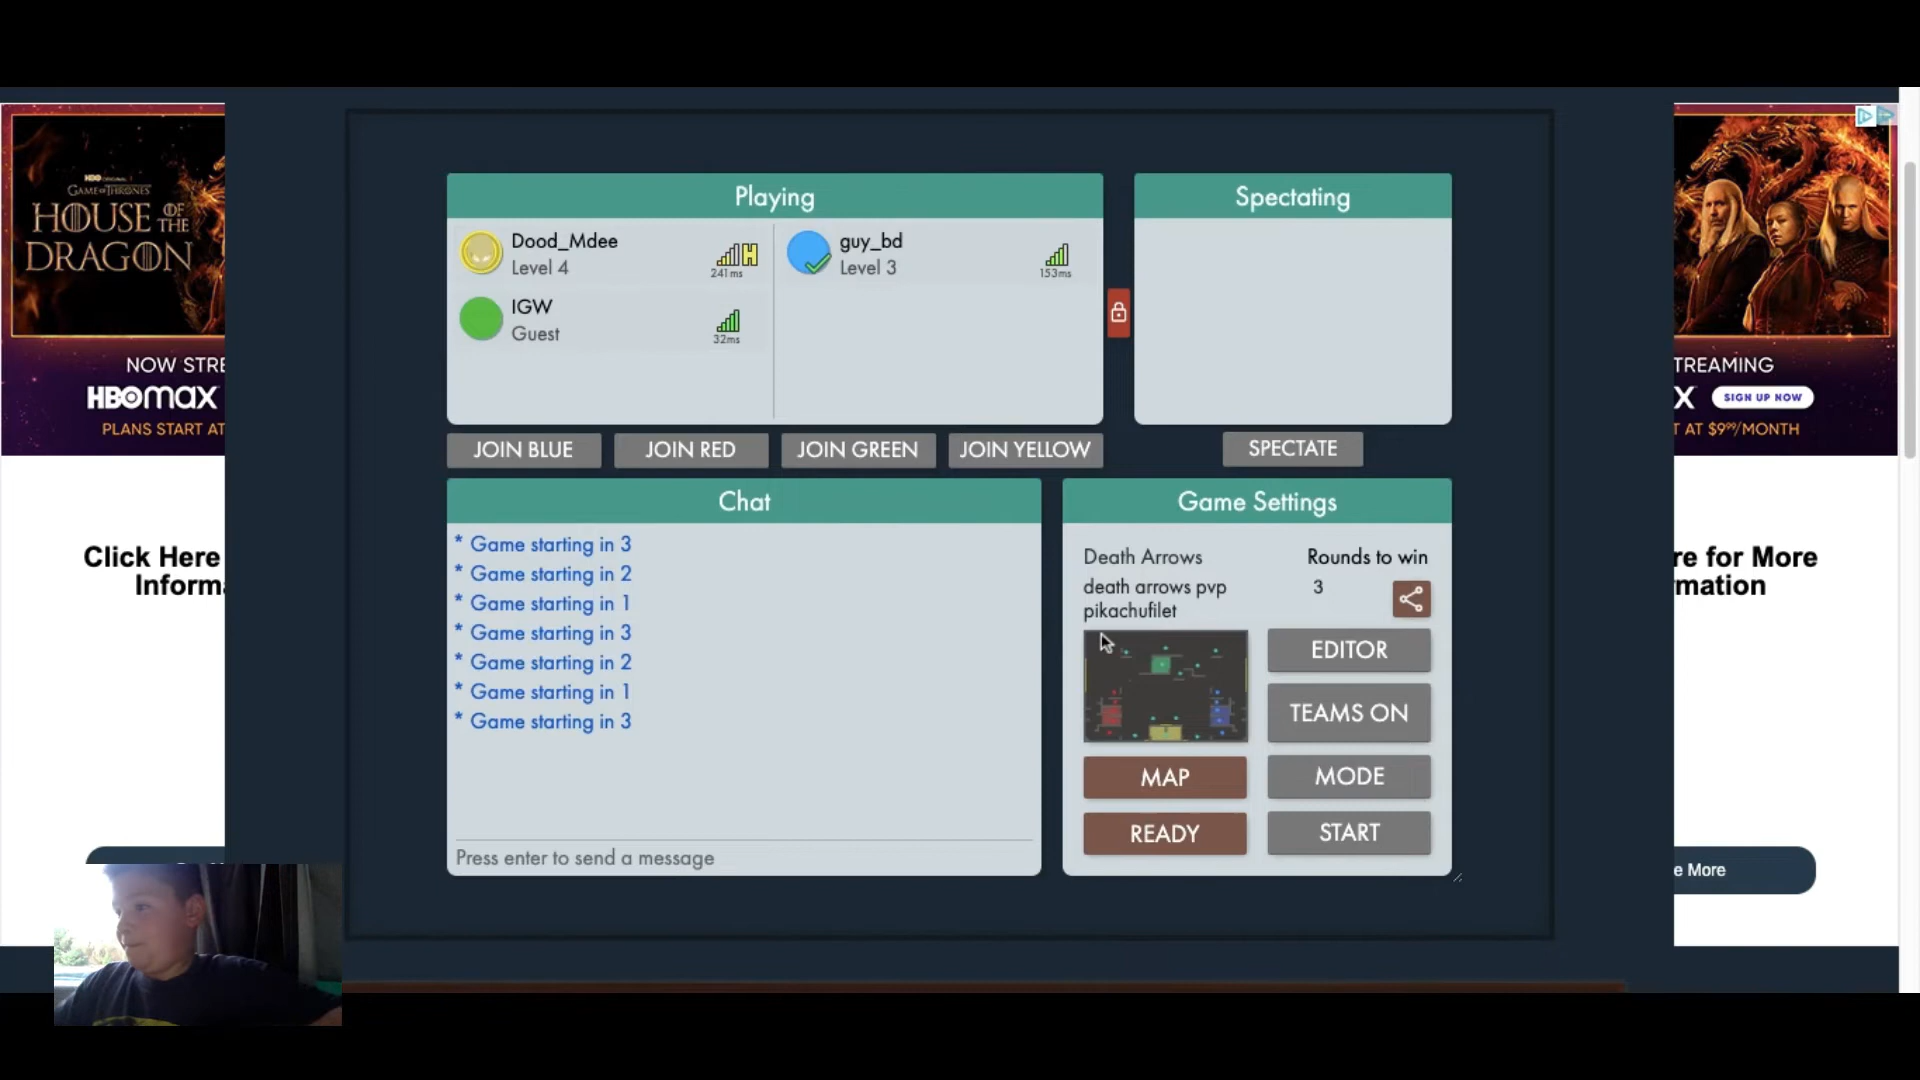 HBO ORIGINAL
GAME OF THRONES
HOUSE OF THE
DRAGON
NOW STRE
HBOMAX
PLANS START AT
Click Here
Informa
Playing
Dood_Mdee
Level 4
H
241ms
guy_bd
Level 3
153ms
IGW
Guest
32ms
Spectating
JOIN BLUE
JOIN RED
JOIN GREEN
JOIN YELLOW
SPECTATE
Chat
* Game starting in 3
* Game starting in 2
* Game starting in 1
* Game starting in 3
* Game starting in 2
* Game starting in 1
* Game starting in 3
Press enter to send a message
Game Settings
Death Arrows
death arrows pvp
pikachufilet
Rounds to win
3
EDITOR
TEAMS ON
MAP
MODE
READY
START
TREAMING
X SIGN UP NOW
T AT $9⁹⁹/MONTH
re for More
rmation
e More